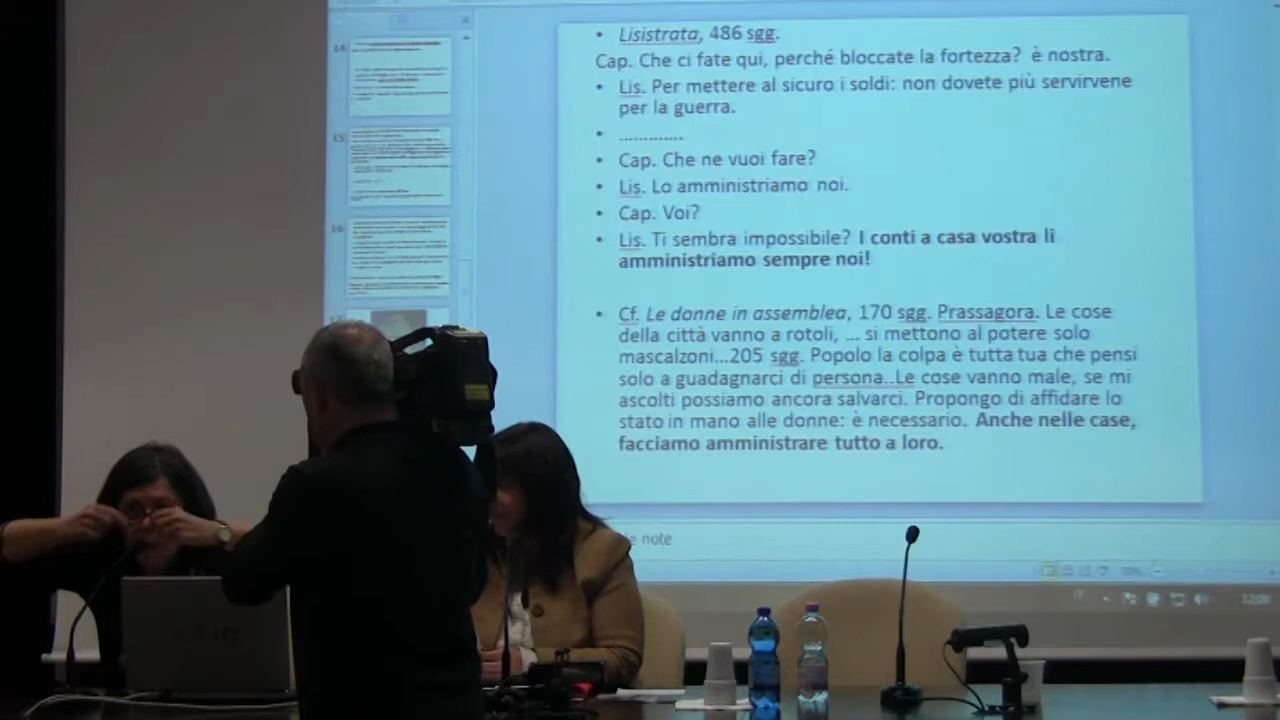 Lisistrata, 486 sgg.
Cap. Che ci fate qui, perché bloccate la fortezza? è nostra.
Lis. Per mettere al sicuro i soldi: non dovete più servirvene
per la guerra.
.............
Cap. Che ne vuoi fare?
Lis. Lo amministriamo noi.
Cap. Voi?
Lis. Ti sembra impossibile? I conti a casa vostra li
amministriamo sempre noi!
Cf. Le donne in assemblea, 170 sgg. Prassagora. Le cose
della città vanno a rotoli, ... si mettono al potere solo
mascalzoni...205 sgg. Popolo la colpa è tutta tua che pensi
solo a guadagnarci di persona..Le cose vanno male, se mi
ascolti possiamo ancora salvarci. Propongo di affidare lo
stato in mano alle donne: è necessario. Anche nelle case,
facciamo amministrare tutto a loro.
14
15
16
note